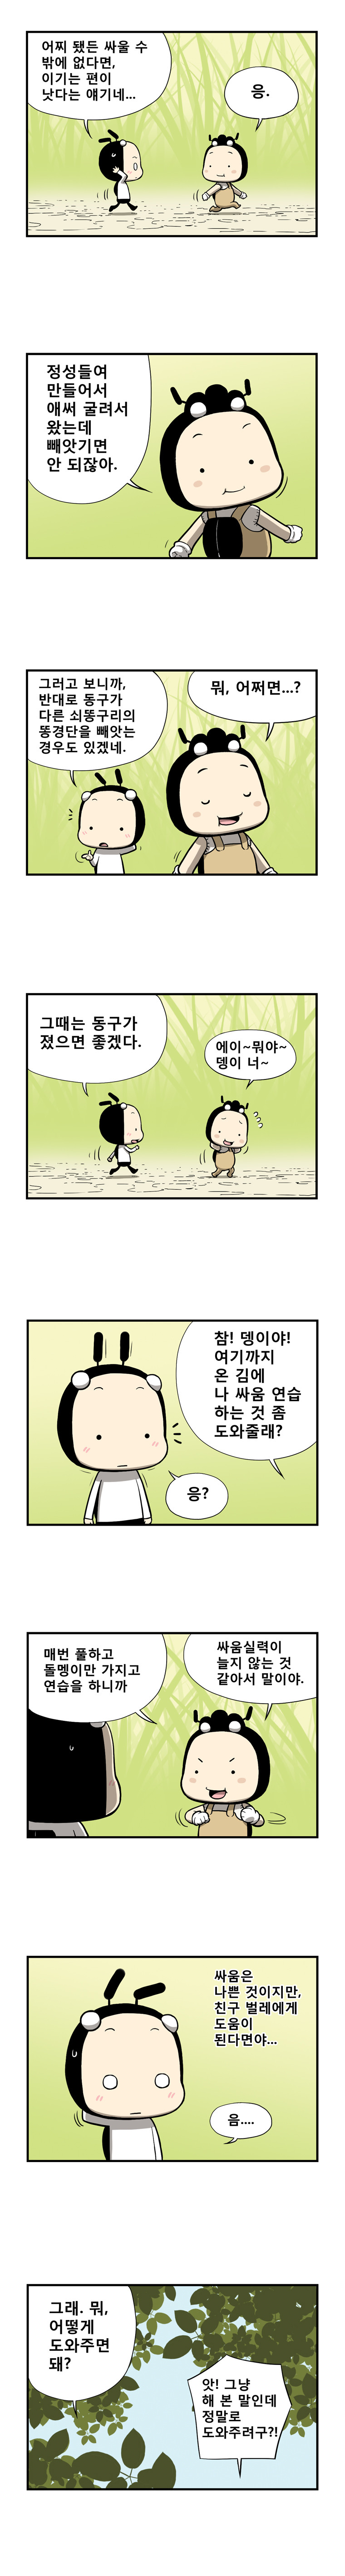 어찌 됐든 싸울 수
밖에 없다면,
이기는 편이
낫다는 얘기네...
응.
정성들여
만들어서
애써 굴려서
왔는데
빼앗기면
안 되잖아.
그러고 보니까,
반대로 동구가
다른 쇠똥구리의
똥경단을 빼앗는
경우도 있겠네.
뭐, 어쩌면...?
그때는 동구가
졌으면 좋겠다.
에이~뭐야~
뎅이 너~
참! 뎅이야!
여기까지
온 김에
나 싸움 연습
하는 것 좀
도와줄래?
응?
매번 풀하고
돌멩이만 가지고
연습을 하니까
싸움실력이
늘지 않는 것
같아서 말이야.
싸움은
나쁜 것이지만,
친구 벌레에게
도움이
된다면야...
음....
그래. 뭐,
어떻게
도와주면
돼?
앗! 그냥
해 본 말인데
정말로
도와주려구?!